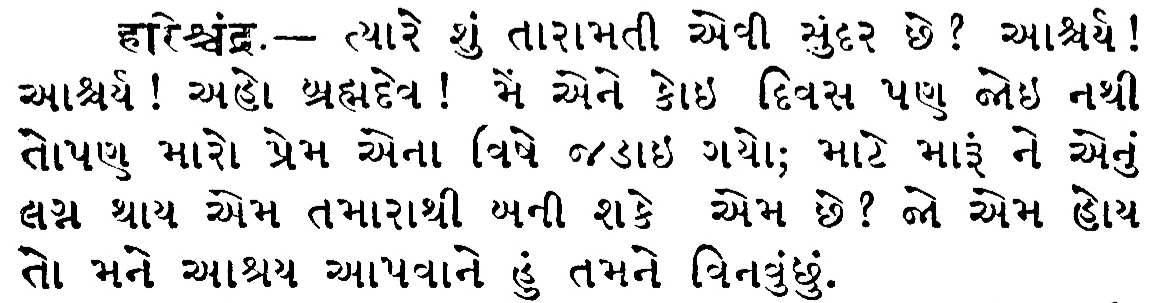 હરિશ્ચંદ્ર.— ત્યારે શું તારામતી એવી સુંદર છે? આશ્ચર્ય!
આશ્ચર્ય! અહો બ્રહ્મદેવ! મેં એને કોઇ દિવસ પણ જોઇ નથી
તોપણ મારો પ્રેમ એના વિષે જડાઇ ગયો; માટે મારૂં ને એનું
લગ્ન થાય એમ તમારાથી બની શકે એમ છે? જો એમ હોય
તો મને આશ્રય આપવાને હું તમને વિનવુંછું.